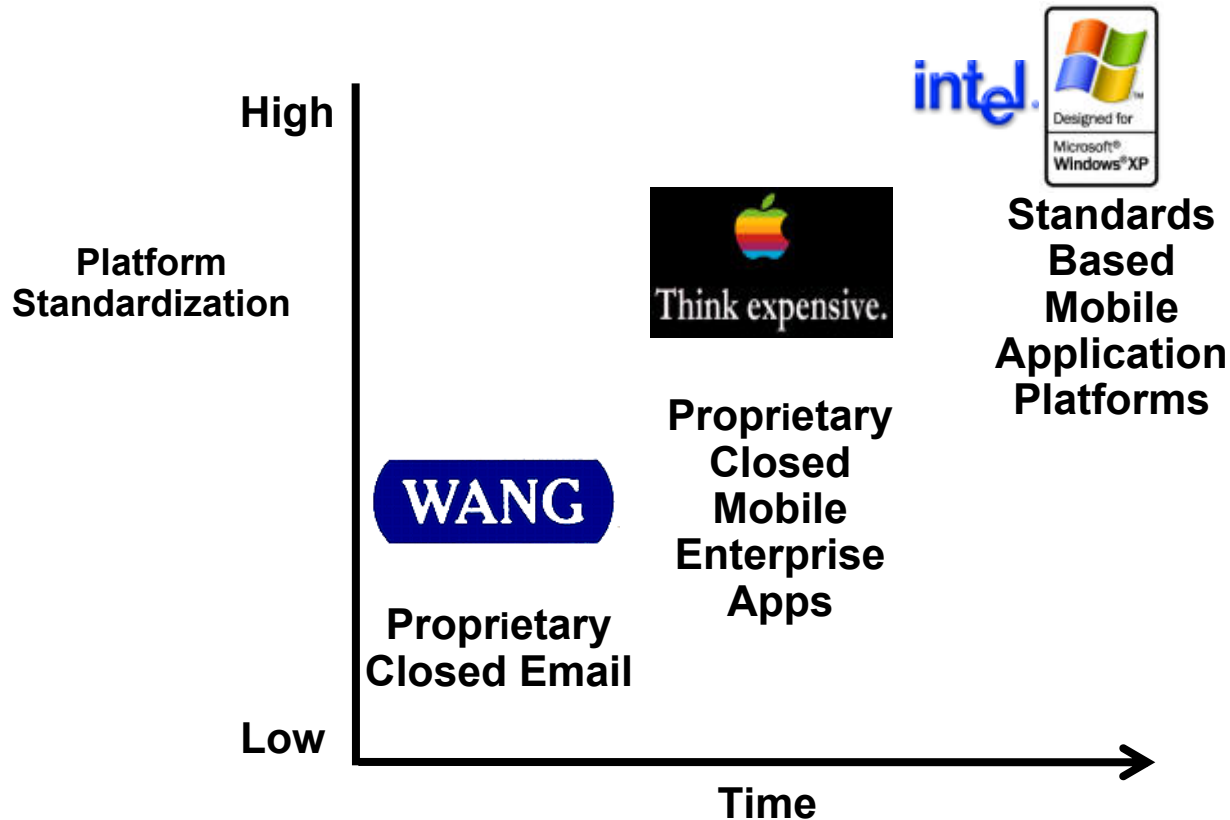 High
Platform
Standardization
Low
Time
WANG
Proprietary
Closed Email
Think expensive.
Proprietary
Closed
Mobile
Enterprise
Apps
intel.
TM
Designed for
Microsoft®
Windows®XP
Standards
Based
Mobile
Application
Platforms